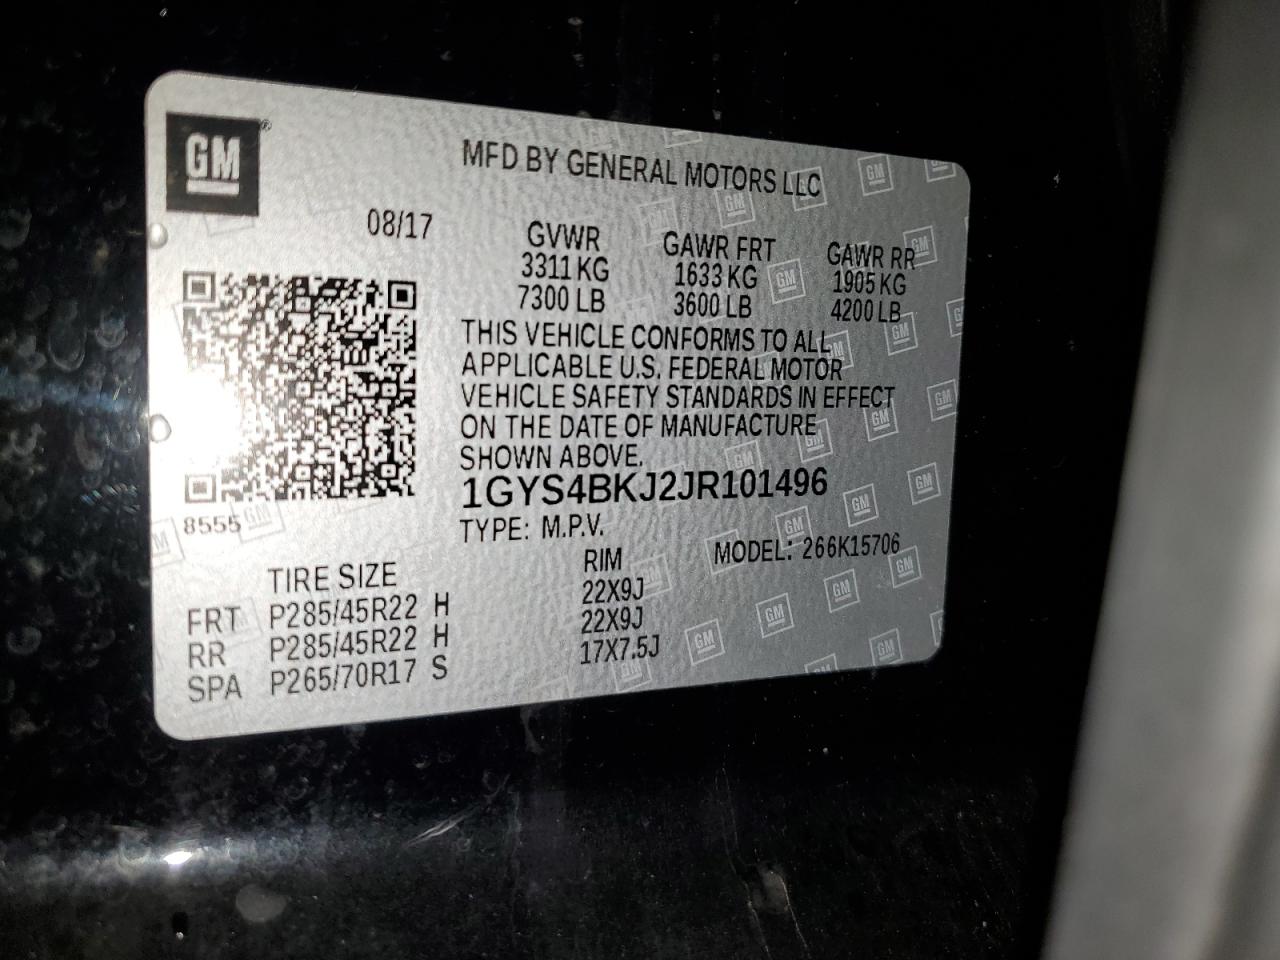 GM
MFD BY GENERAL MOTORS LLC
08/17
GVWR GAWR FRT GAWR RR
3311 KG 1633 KG 1905 KG
7300 LB 3600 LB 4200 LB
THIS VEHICLE CONFORMS TO ALL
APPLICABLE U.S. FEDERAL MOTOR
VEHICLE SAFETY STANDARDS IN EFFECT
ON THE DATE OF MANUFACTURE
SHOWN ABOVE.
1GYS4BKJ2JR101496
8555
TYPE: M.P.V.
MODEL: 266K15706
TIRE SIZE RIM
FRT P285/45R22 H 22X9J
RR P285/45R22 H 22X9J
SPA P265/70R17 S 17X7.5J